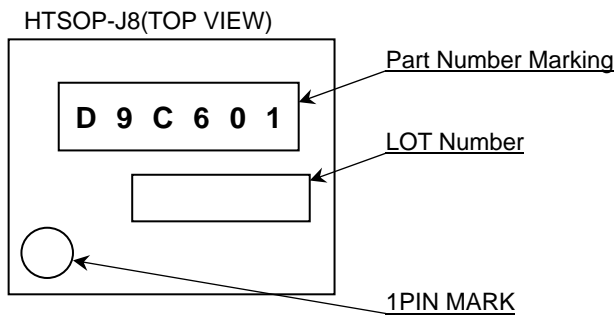 HTSOP-J8(TOP VIEW)
Part Number Marking
D 9 C 6 0 1
LOT Number
1PIN MARK